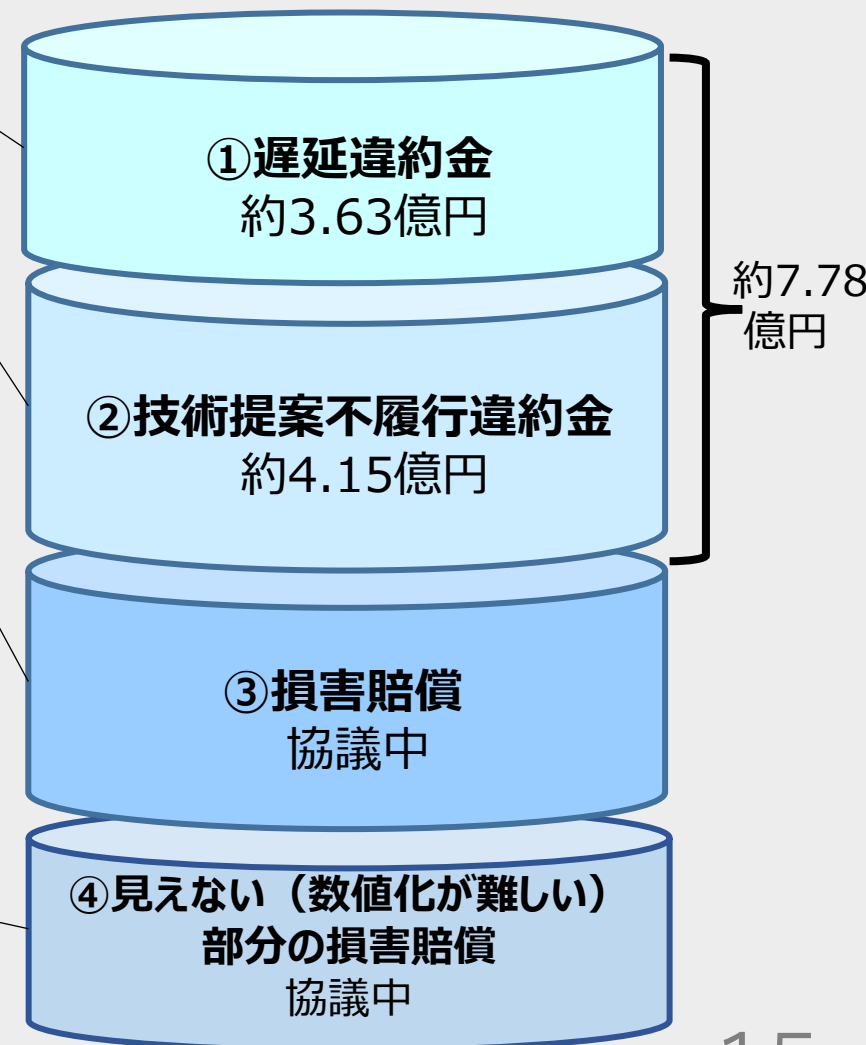 ①遅延違約金
約3.63億円
約7.78
億円
②技術提案不履行違約金
約4.15億円
③損害賠償
協議中
④見えない（数値化が難しい）
部分の損害賠償
協議中
15